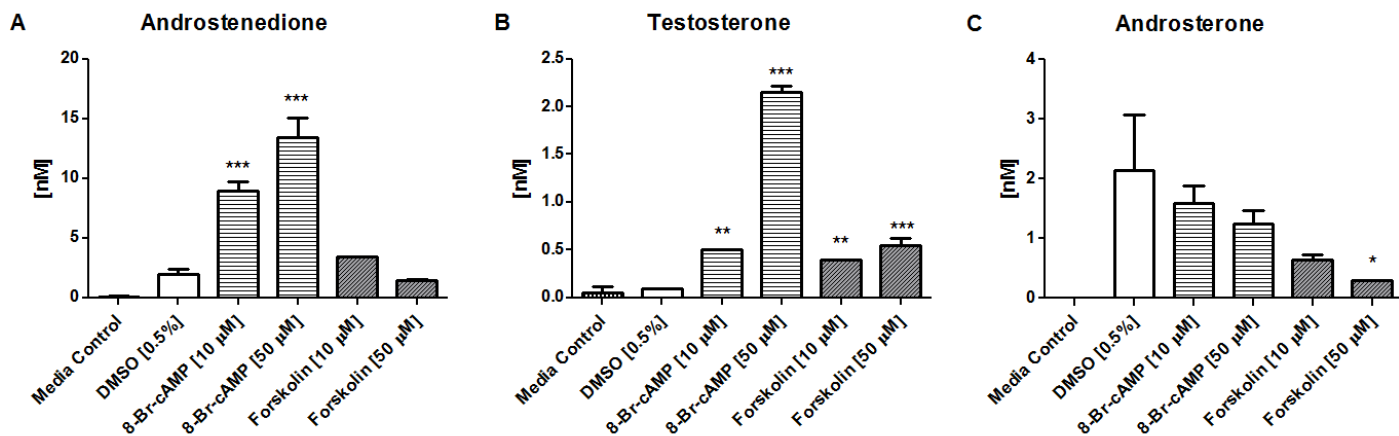 A Androstenedione
20
15
10
5
0
[nM]
***
***
Media Control
DMSO [0.5%]
8-Br-cAMP [10 µM]
8-Br-cAMP [50 µM]
Forskolin [10 µM]
Forskolin [50 µM]
B Testosterone
2.5
2.0
1.5
1.0
0.5
0.0
[nM]
**
***
**
***
Media Control
DMSO [0.5%]
8-Br-cAMP [10 µM]
8-Br-cAMP [50 µM]
Forskolin [10 µM]
Forskolin [50 µM]
C Androsterone
4
3
2
1
0
[nM]
*
Media Control
DMSO [0.5%]
8-Br-cAMP [10 µM]
8-Br-cAMP [50 µM]
Forskolin [10 µM]
Forskolin [50 µM]